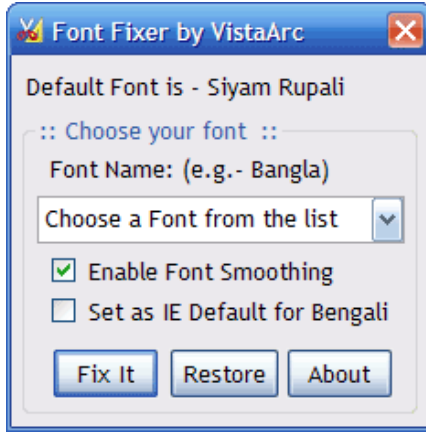 Font Fixer by VistaArc
Default Font is - Siyam Rupali
:: Choose your font ::
Font Name: (e.g.- Bangla)
Choose a Font from the list
Enable Font Smoothing
Set as IE Default for Bengali
Fix It Restore About